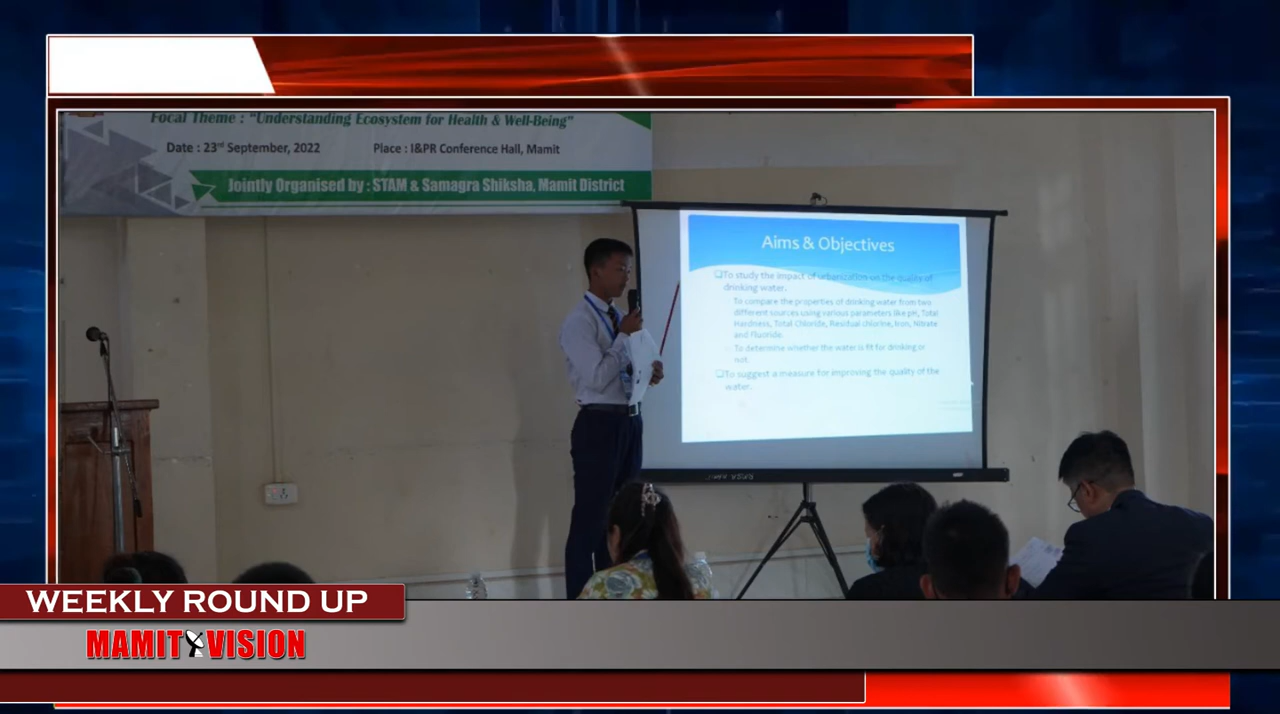 Focal Theme : "Understanding Ecosystem for Health & Well-Being"
Date : 23rd September, 2022 Place : I&PR Conference Hall, Mamit
Jointly Organised by : STAM & Samagra Shiksha, Mamit District
Aims & Objectives
To study the impact of urbanization on the quality of
drinking water.
To compare the properties of drinking water from two
different sources using various parameters like pH, Total
Hardness, Total Chloride, Residual chlorine, Iron, Nitrate
and Fluoride.
To determine whether the water is fit for drinking or
not.
To suggest a measure for improving the quality of the
water.
WEEKLY ROUND UP
MAMIT VISION